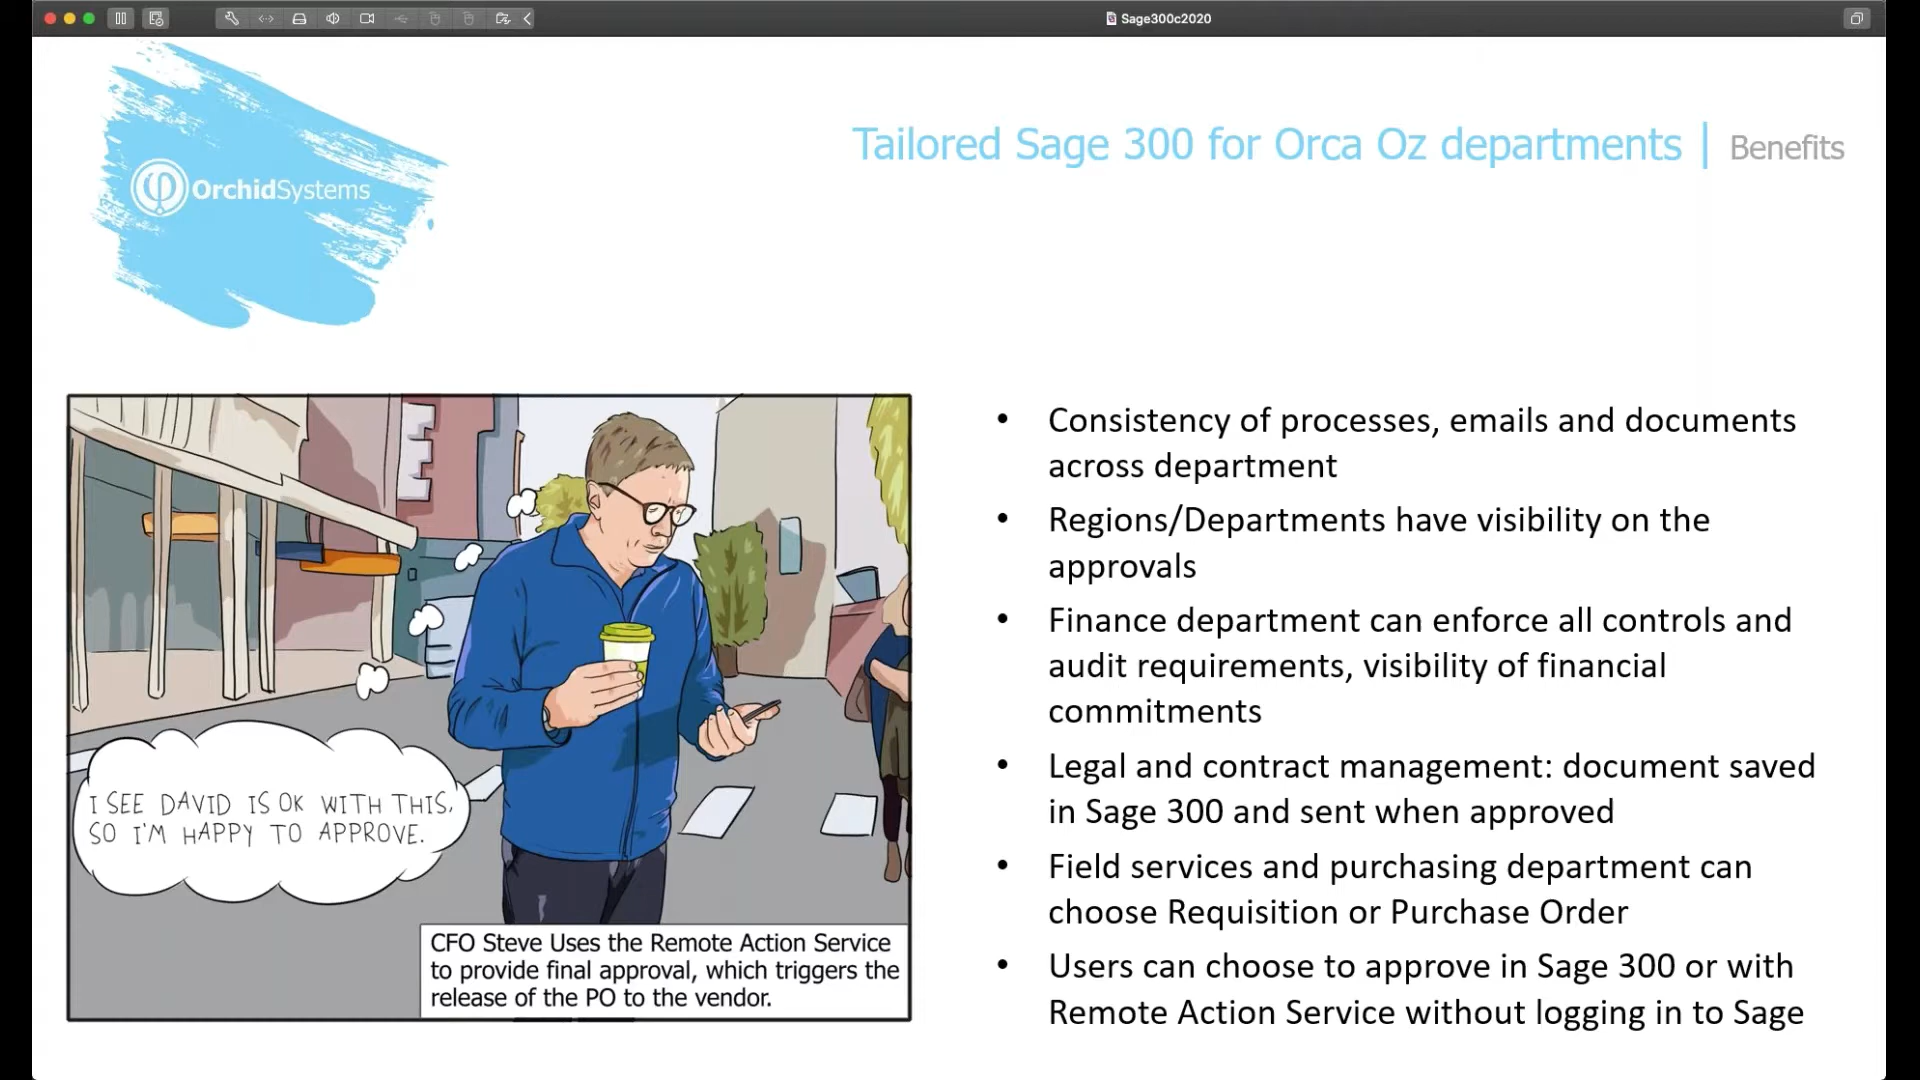 Sage300c2020
OrchidSystems
Tailored Sage 300 for Orca Oz departments | Benefits
I SEE DAVID IS OK WITH THIS,
SO I'M HAPPY TO APPROVE.
CFO Steve Uses the Remote Action Service
to provide final approval, which triggers the
release of the PO to the vendor.
• Consistency of processes, emails and documents
across department
• Regions/Departments have visibility on the
approvals
• Finance department can enforce all controls and
audit requirements, visibility of financial
commitments
• Legal and contract management: document saved
in Sage 300 and sent when approved
• Field services and purchasing department can
choose Requisition or Purchase Order
• Users can choose to approve in Sage 300 or with
Remote Action Service without logging in to Sage